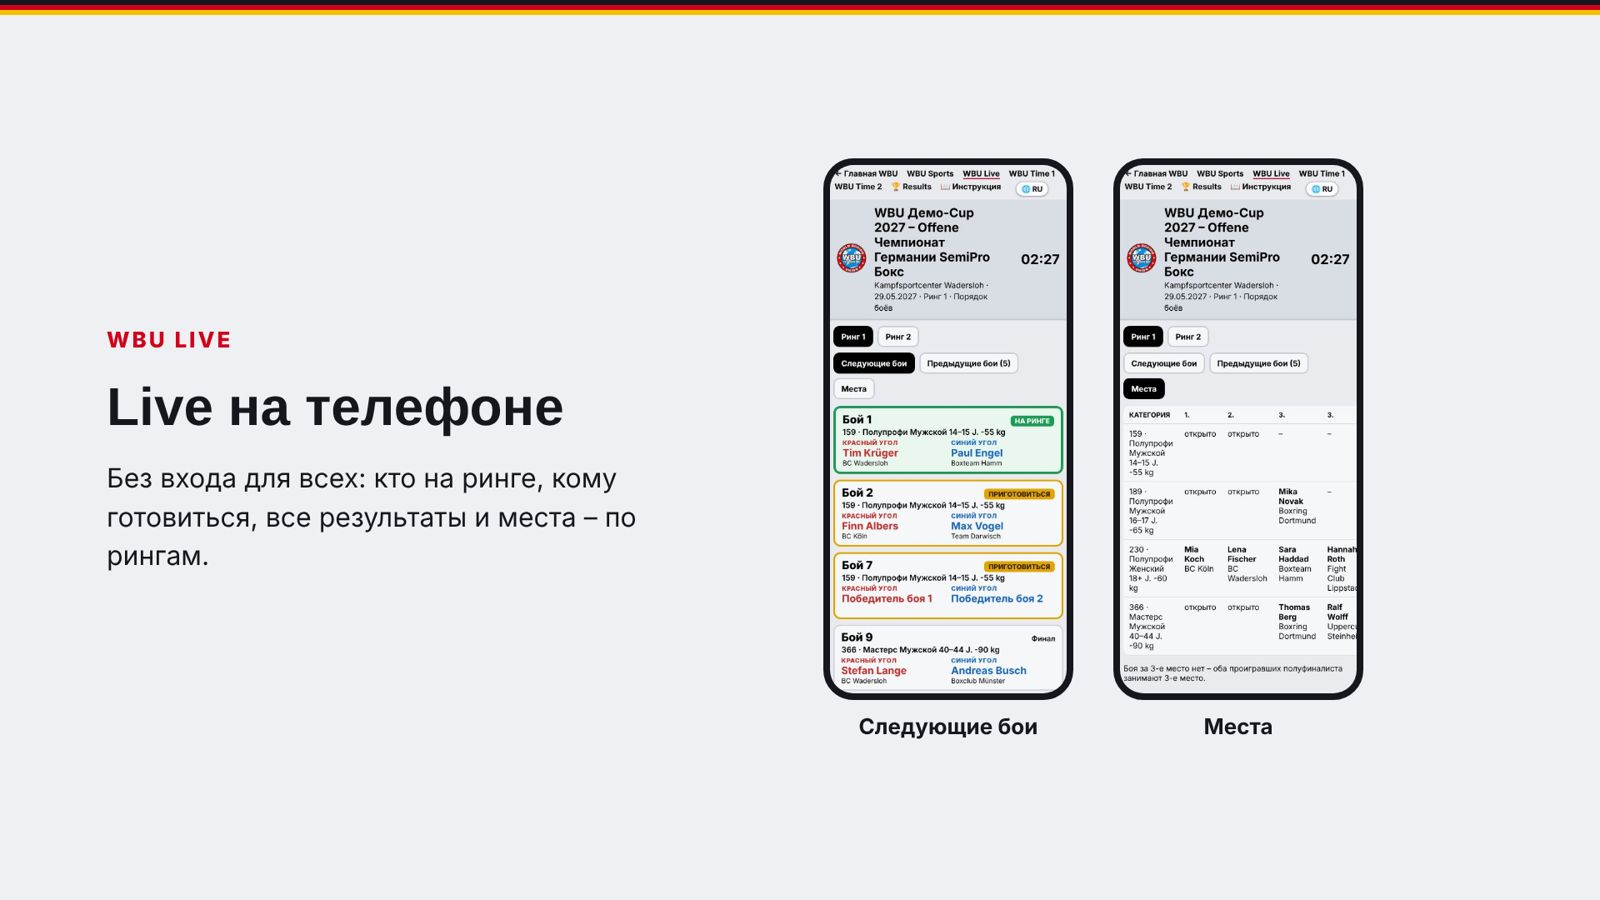 WBU LIVE
Live на телефоне
Без входа для всех: кто на ринге, кому
готовиться, все результаты и места – по
рингам.
← Главная WBU WBU Sports WBU Live WBU Time 1
WBU Time 2 🏆 Results 📖 Инструкция 🌐 RU
WBU Демо-Cup
2027 – Offene
Чемпионат
Германии SemiPro
Бокс
02:27
Kampfsportcenter Wadersloh ·
29.05.2027 · Ринг 1 · Порядок
боёв
Ринг 1 Ринг 2
Следующие бои Предыдущие бои (5)
Места
Бой 1 НА РИНГЕ
159 · Полупрофи Мужской 14–15 J. -55 kg
КРАСНЫЙ УГОЛ СИНИЙ УГОЛ
Tim Krüger Paul Engel
BC Wadersloh Boxteam Hamm
Бой 2 ПРИГОТОВИТЬСЯ
159 · Полупрофи Мужской 14–15 J. -55 kg
КРАСНЫЙ УГОЛ СИНИЙ УГОЛ
Finn Albers Max Vogel
BC Köln Team Darwisch
Бой 7 ПРИГОТОВИТЬСЯ
159 · Полупрофи Мужской 14–15 J. -55 kg
КРАСНЫЙ УГОЛ СИНИЙ УГОЛ
Победитель боя 1 Победитель боя 2
Бой 9 Финал
366 · Мастерс Мужской 40–44 J. -90 kg
КРАСНЫЙ УГОЛ СИНИЙ УГОЛ
Stefan Lange Andreas Busch
BC Wadersloh Boxclub Münster
Следующие бои
← Главная WBU WBU Sports WBU Live WBU Time 1
WBU Time 2 🏆 Results 📖 Инструкция 🌐 RU
WBU Демо-Cup
2027 – Offene
Чемпионат
Германии SemiPro
Бокс
02:27
Kampfsportcenter Wadersloh ·
29.05.2027 · Ринг 1 · Порядок
боёв
Ринг 1 Ринг 2
Следующие бои Предыдущие бои (5)
Места
КАТЕГОРИЯ 1. 2. 3. 3.
159 · открыто открыто – –
Полупрофи
Мужской
14–15 J.
-55 kg
189 · открыто открыто Mika –
Полупрофи Novak
Мужской Boxring
16–17 J. Dortmund
-65 kg
230 · Mia Lena Sara Hannah
Полупрофи Koch Fischer Haddad Roth
Женский BC Köln BC Boxteam Fight
18+ J. -60 Wadersloh Hamm Club
kg Lippstad
366 · открыто открыто Thomas Ralf
Мастерс Berg Wolff
Мужской Boxring Upperc
40–44 J. Dortmund Steinhei
-90 kg
Боя за 3-е место нет – оба проигравших полуфиналиста
занимают 3-е место.
Места